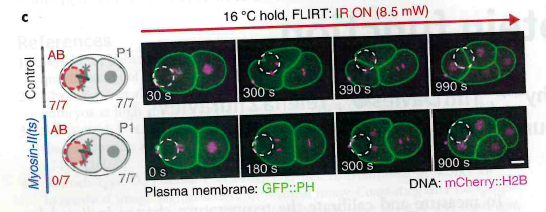 c
16 °C hold, FLIRT: IR ON (8.5 mW)
Control
AB P1
7/7 7/7
30 s 300 s 390 s 990 s
Myosin-II(ts)
AB P1
0/7 7/7
0 s 180 s 300 s 900 s
Plasma membrane: GFP::PH DNA: mCherry::H2B